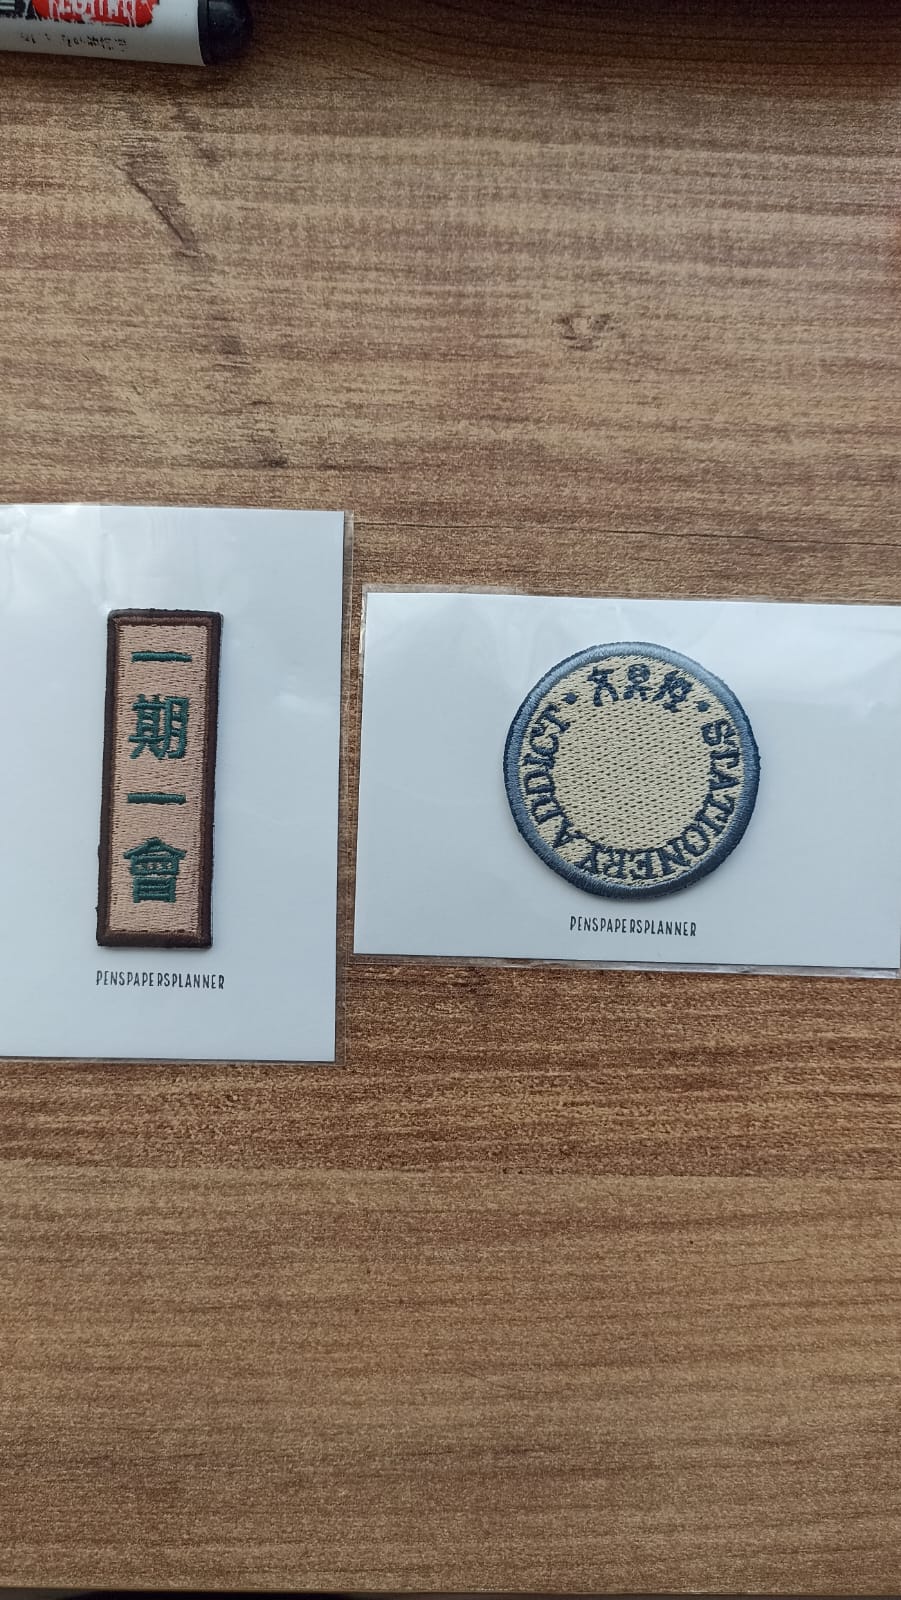 一期一會
PENSPAPERSPLANNER
文具控 • STATIONERY ADDICT •
PENSPAPERSPLANNER